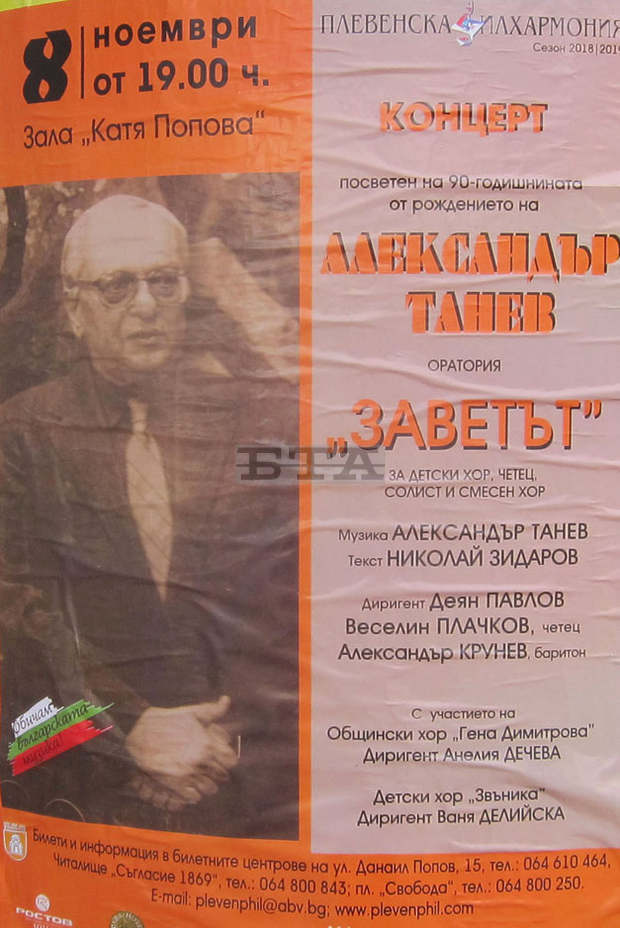 8 ноември
от 19.00 ч.
Зала „Катя Попова“
ПЛЕВЕНСКА ФИЛХАРМОНИЯ
Сезон 2018|2019
КОНЦЕРТ
посветен на 90-годишнината
от рождението на
АЛЕКСАНДЪР
ТАНЕВ
ОРАТОРИЯ
„ЗАВЕТЪТ”
БТА
ЗА ДЕТСКИ ХОР, ЧЕТЕЦ,
СОЛИСТ И СМЕСЕН ХОР
Музика АЛЕКСАНДЪР ТАНЕВ
Текст НИКОЛАЙ ЗИДАРОВ
Диригент Деян ПАВЛОВ
Веселин ПЛАЧКОВ, четец
Александър КРУНЕВ, баритон
С участието на
Общински хор „Гена Димитрова”
Диригент Анелия ДЕЧЕВА
Детски хор „Звъника”
Диригент Ваня ДЕЛИЙСКА
Обичам
българската
музика!
Билети и информация в билетните центрове на ул. Данаил Попов, 15, тел.: 064 610 464,
Читалище „Съгласие 1869”, тел.: 064 800 843; пл. „Свобода”, тел.: 064 800 250.
E-mail: plevenphil@abv.bg; www.plevenphil.com
РОСТОВ